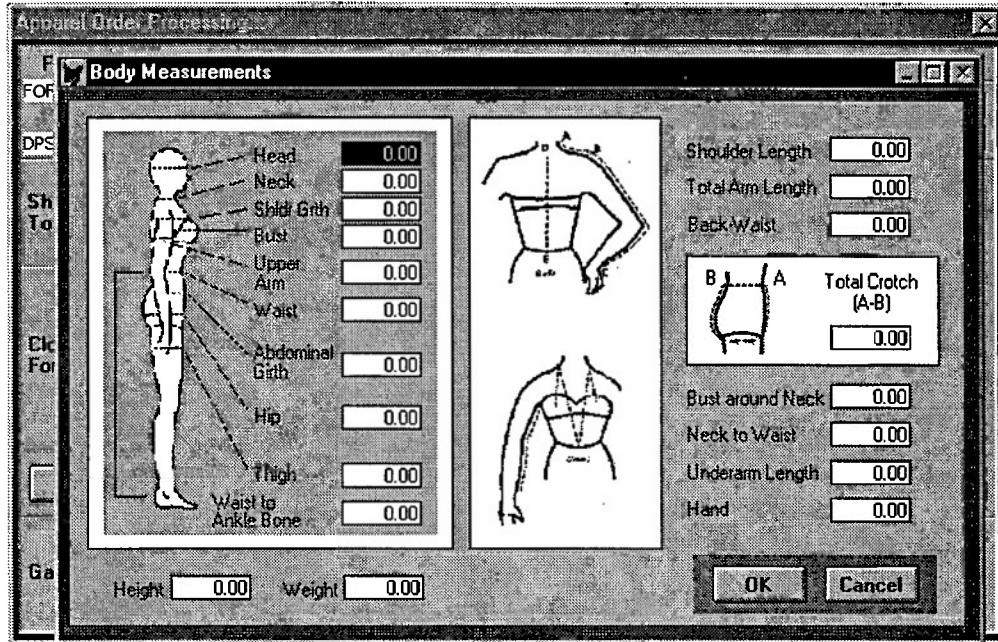 Apparel Order Processing...
Body Measurements
FOR
DPS
Sh
To
Clo
For
Ga
Head 0.00
Neck 0.00
Shldr Grth 0.00
Bust 0.00
Upper
Arm 0.00
Waist 0.00
Abdominal
Girth 0.00
Hip 0.00
Thigh 0.00
Waist to
Ankle Bone 0.00
Height 0.00 Weight 0.00
A
B
D
C
Shoulder Length 0.00
Total Arm Length 0.00
Back-Waist 0.00
B A Total Crotch
(A-B)
0.00
Bust around Neck 0.00
Neck to Waist 0.00
Underarm Length 0.00
Hand 0.00
OK Cancel